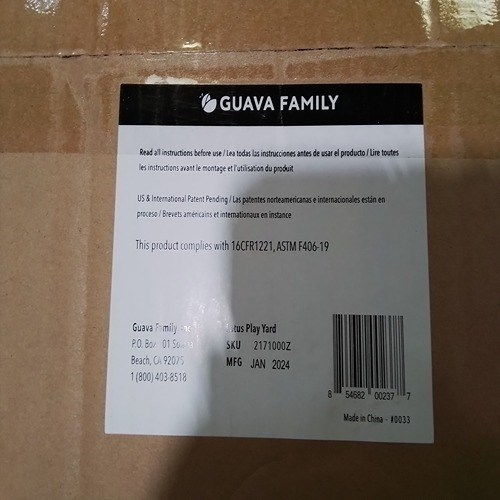 GUAVA FAMILY
Read all instructions before use / Lea todas las instrucciones antes de usar el producto / Lire toutes
les instructions avant le montage et l'utilisation du produit
US & International Patent Pending / Las patentes norteamericanas e internacionales están en
proceso / Brevets américains et internationaux en instance
This product complies with 16CFR1221, ASTM F406-19
Guava Family
P.O. Box
Beach, CA 92075
1 (800) 403-8518
Play Yard
SKU 2171000Z
MFG JAN 2024
8 54682 00237 7
Made in China - #0033